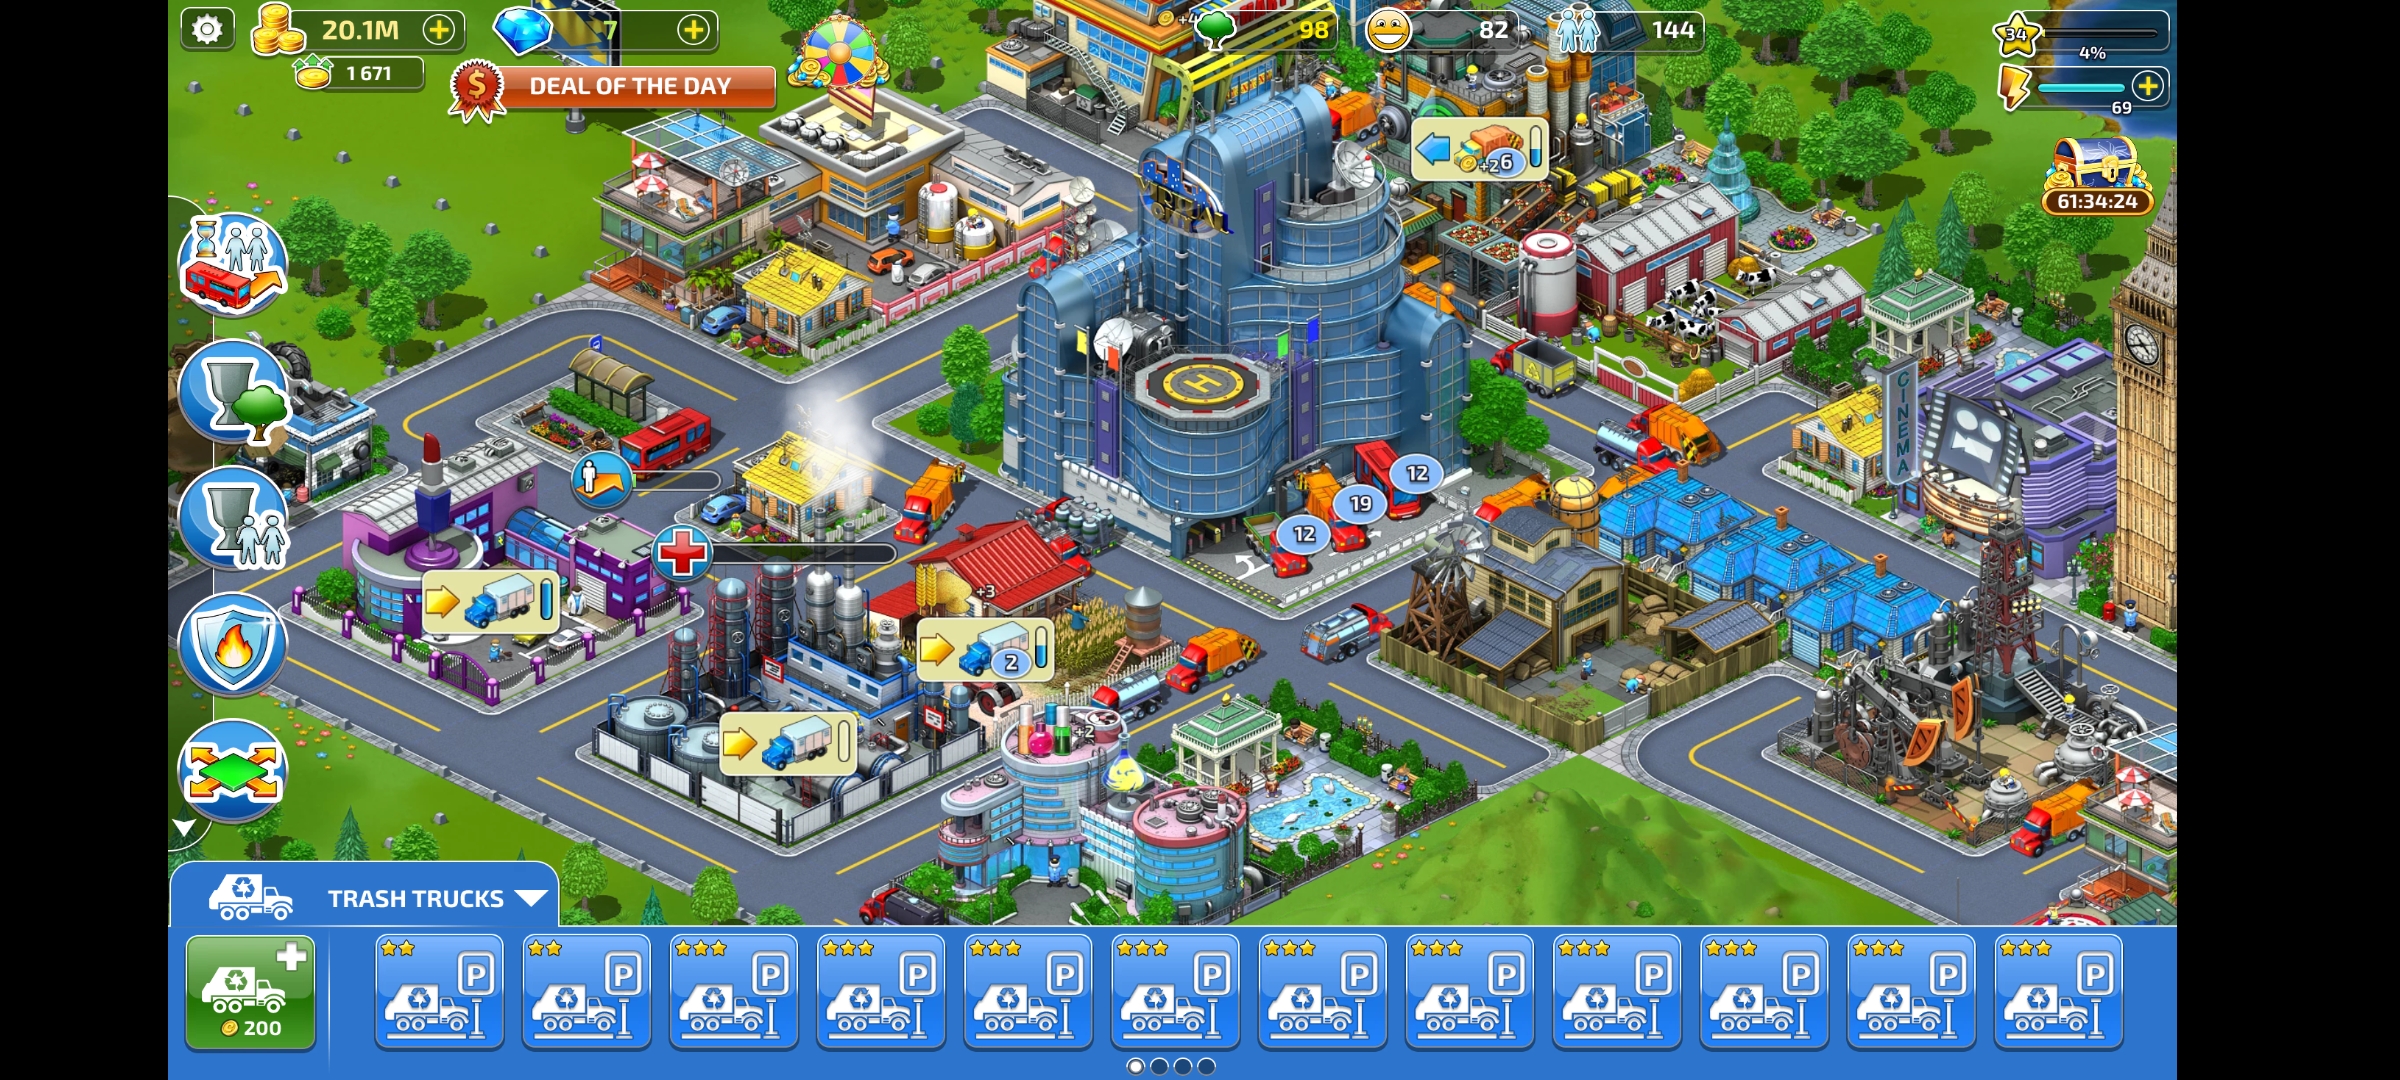 20.1M
7
98
82
144
34
4%
1 671
DEAL OF THE DAY
69
+26
61:34:24
H
CINEMA
12
19
12
+3
2
+2
TRASH TRUCKS
200
P
P
P
P
P
P
P
P
P
P
P
P